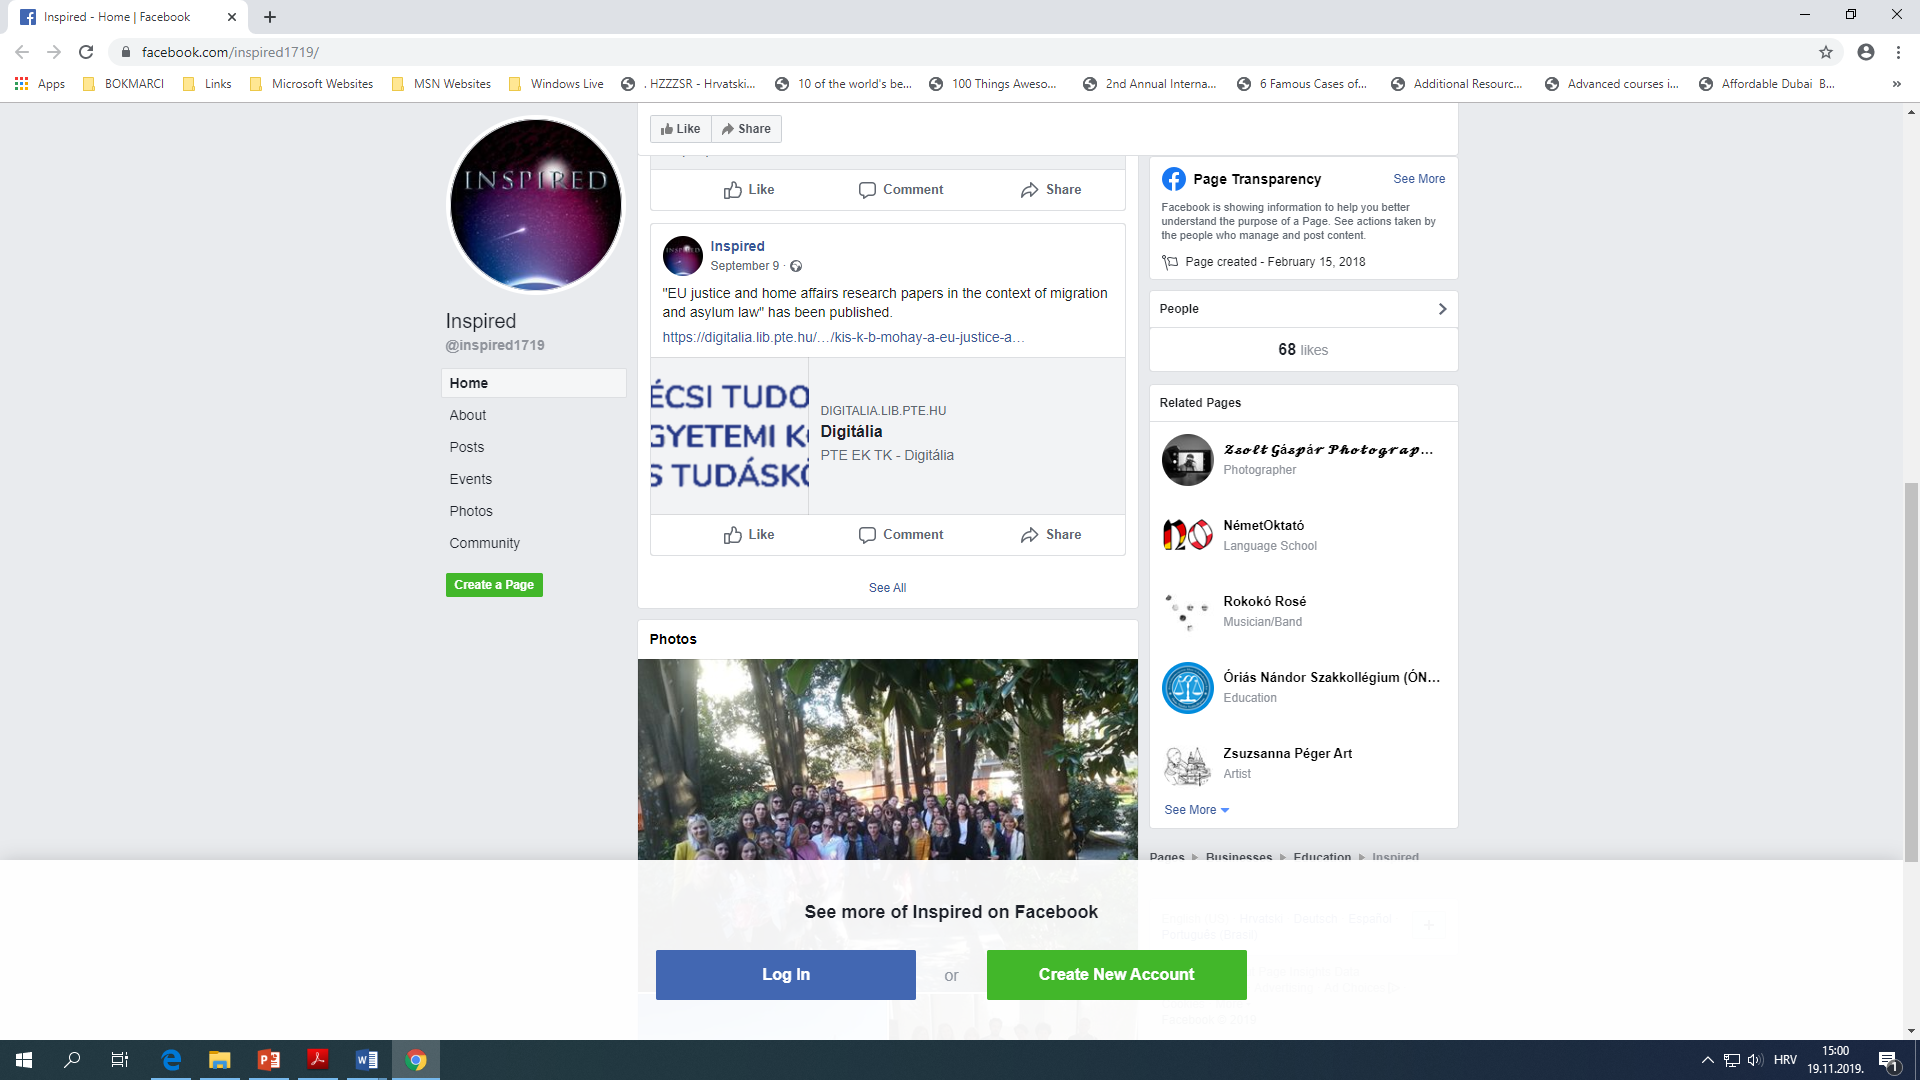 Inspired - Home | Facebook
facebook.com/inspired1719/
Apps
BOKMARCI
Links
Microsoft Websites
MSN Websites
Windows Live
. HZZZSR - Hrvatski...
10 of the world's be...
100 Things Aweso...
2nd Annual Interna...
6 Famous Cases of...
Additional Resourc...
Advanced courses i...
Affordable Dubai B...
»
INSPIRED
Inspired
@inspired1719
Home
About
Posts
Events
Photos
Community
Create a Page
Like
Share
Like
Comment
Share
Inspired
September 9 ·
"EU justice and home affairs research papers in the context of migration
and asylum law" has been published.
https://digitalia.lib.pte.hu/…/kis-k-b-mohay-a-eu-justice-a…
ÉCSI TUDO
GYETEMI K
S TUDÁSKÖ
DIGITALIA.LIB.PTE.HU
Digitália
PTE EK TK - Digitália
Like
Comment
Share
See All
Photos
Page Transparency
See More
Facebook is showing information to help you better
understand the purpose of a Page. See actions taken by
the people who manage and post content.
Page created - February 15, 2018
People
68 likes
Related Pages
𝓩𝓼𝓸𝓵𝓽 𝓖á𝓼𝓹á𝓻 𝓟𝓱𝓸𝓽𝓸𝓰𝓻𝓪𝓹...
Photographer
NO
NémetOktató
Language School
Rokokó Rosé
Musician/Band
Óriás Nándor Szakkollégium (ÓN...
Education
Zsuzsanna Péger Art
Artist
See More
Pages
Businesses
Education
Inspired
See more of Inspired on Facebook
Log In
or
Create New Account
HRV
15:00
19.11.2019.
1